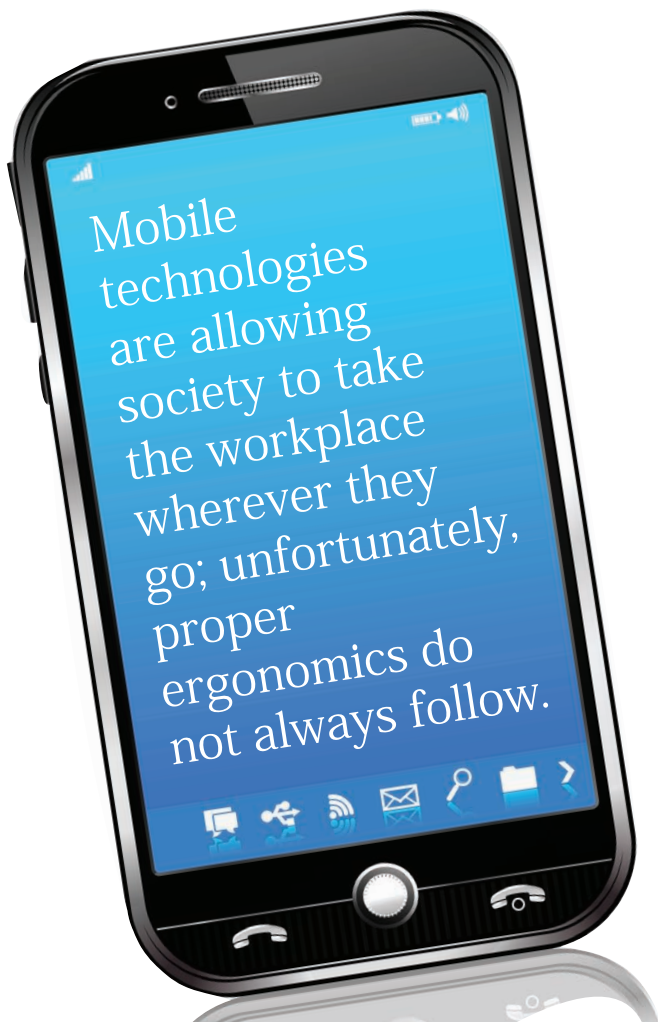 Mobile
technologies
are allowing
society to take
the workplace
wherever they
go; unfortunately,
proper
ergonomics do
not always follow.